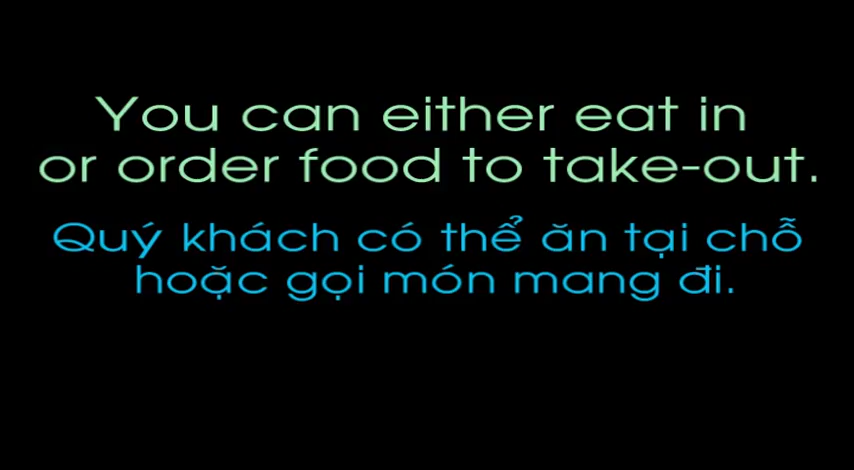 You can either eat in
or order food to take-out.
Quý khách có thể ăn tại chỗ
hoặc gọi món mang đi.